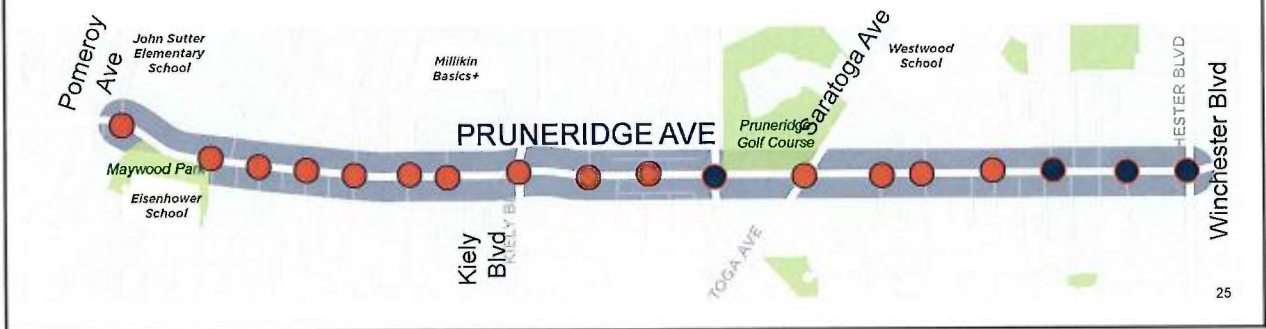 Pomeroy
Ave
John Sutter
Elementary
School
Millikin
Basics+
Saratoga Ave
Westwood
School
HESTER BLVD
Winchester Blvd
PRUNERIDGE AVE
Pruneridge
Golf Course
Maywood Park
Eisenhower
School
Kiely
Blvd
KIELY BL
TOGA AVE
25